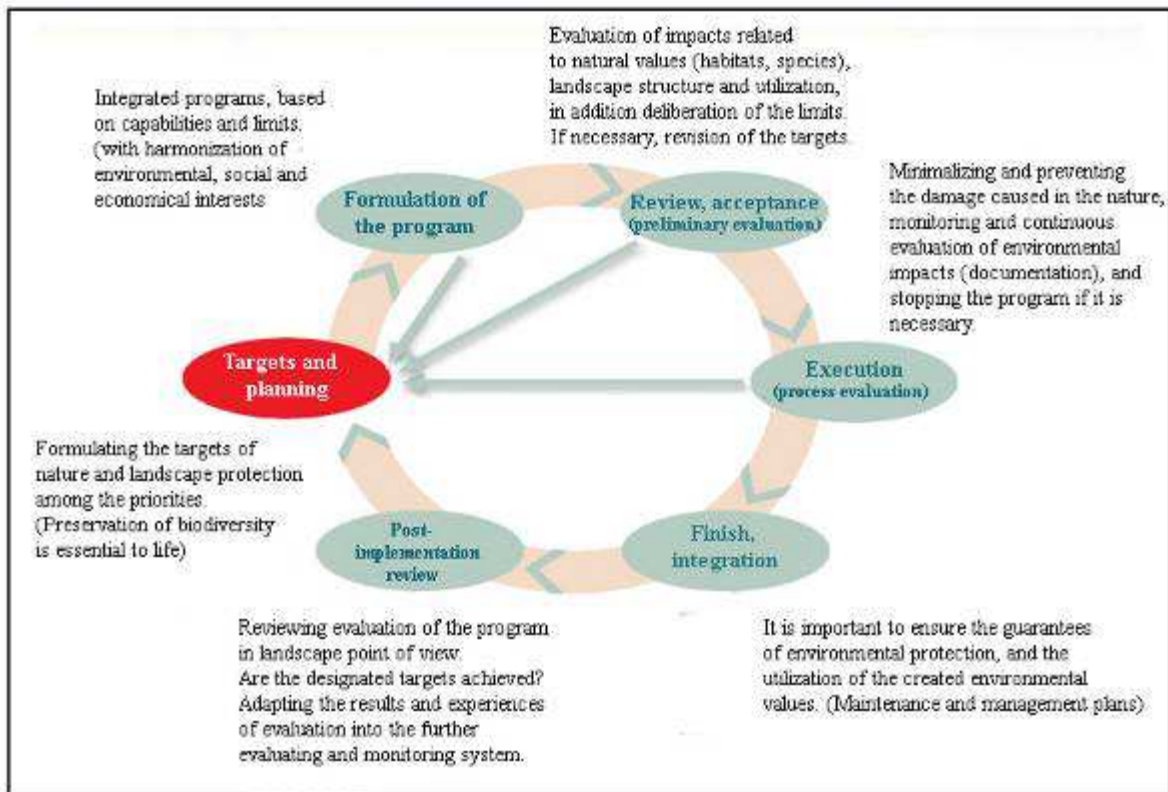 Evaluation of impacts related
to natural values (habitats, species),
landscape structure and utilization,
in addition deliberation of the limits.
If necessary, revision of the targets.
Integrated programs, based
on capabilities and limits.
(with harmonization of
environmental, social and
economical interests
Formulation of
the program
Review, acceptance
(preliminary evaluation)
Minimalizing and preventing
the damage caused in the nature,
monitoring and continuous
evaluation of environmental
impacts (documentation), and
stopping the program if it is
necessary.
Targets and
planning
Execution
(process evaluation)
Formulating the targets of
nature and landscape protection
among the priorities.
(Preservation of biodiversity
is essential to life)
Post-
implementation
review
Finish,
integration
Reviewing evaluation of the program
in landscape point of view.
Are the designated targets achieved?
Adapting the results and experiences
of evaluation into the further
evaluating and monitoring system.
It is important to ensure the guarantees
of environmental protection, and the
utilization of the created environmental
values. (Maintenance and management plans)